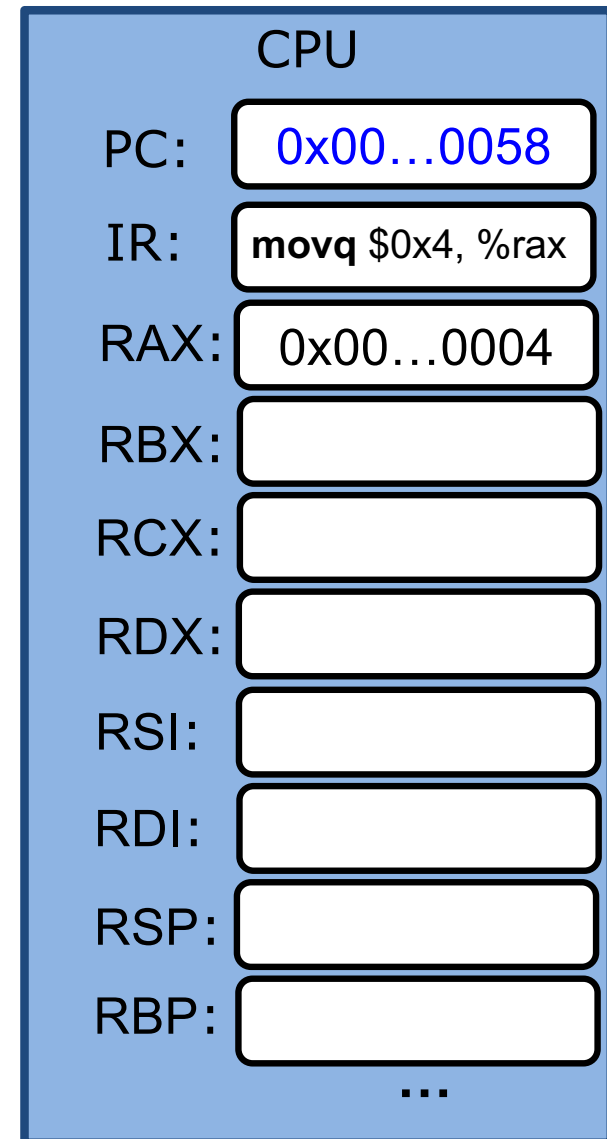 CPU
PC: 0x00…0058
IR: movq $0x4, %rax
RAX: 0x00…0004
RBX:
RCX:
RDX:
RSI:
RDI:
RSP:
RBP:
…